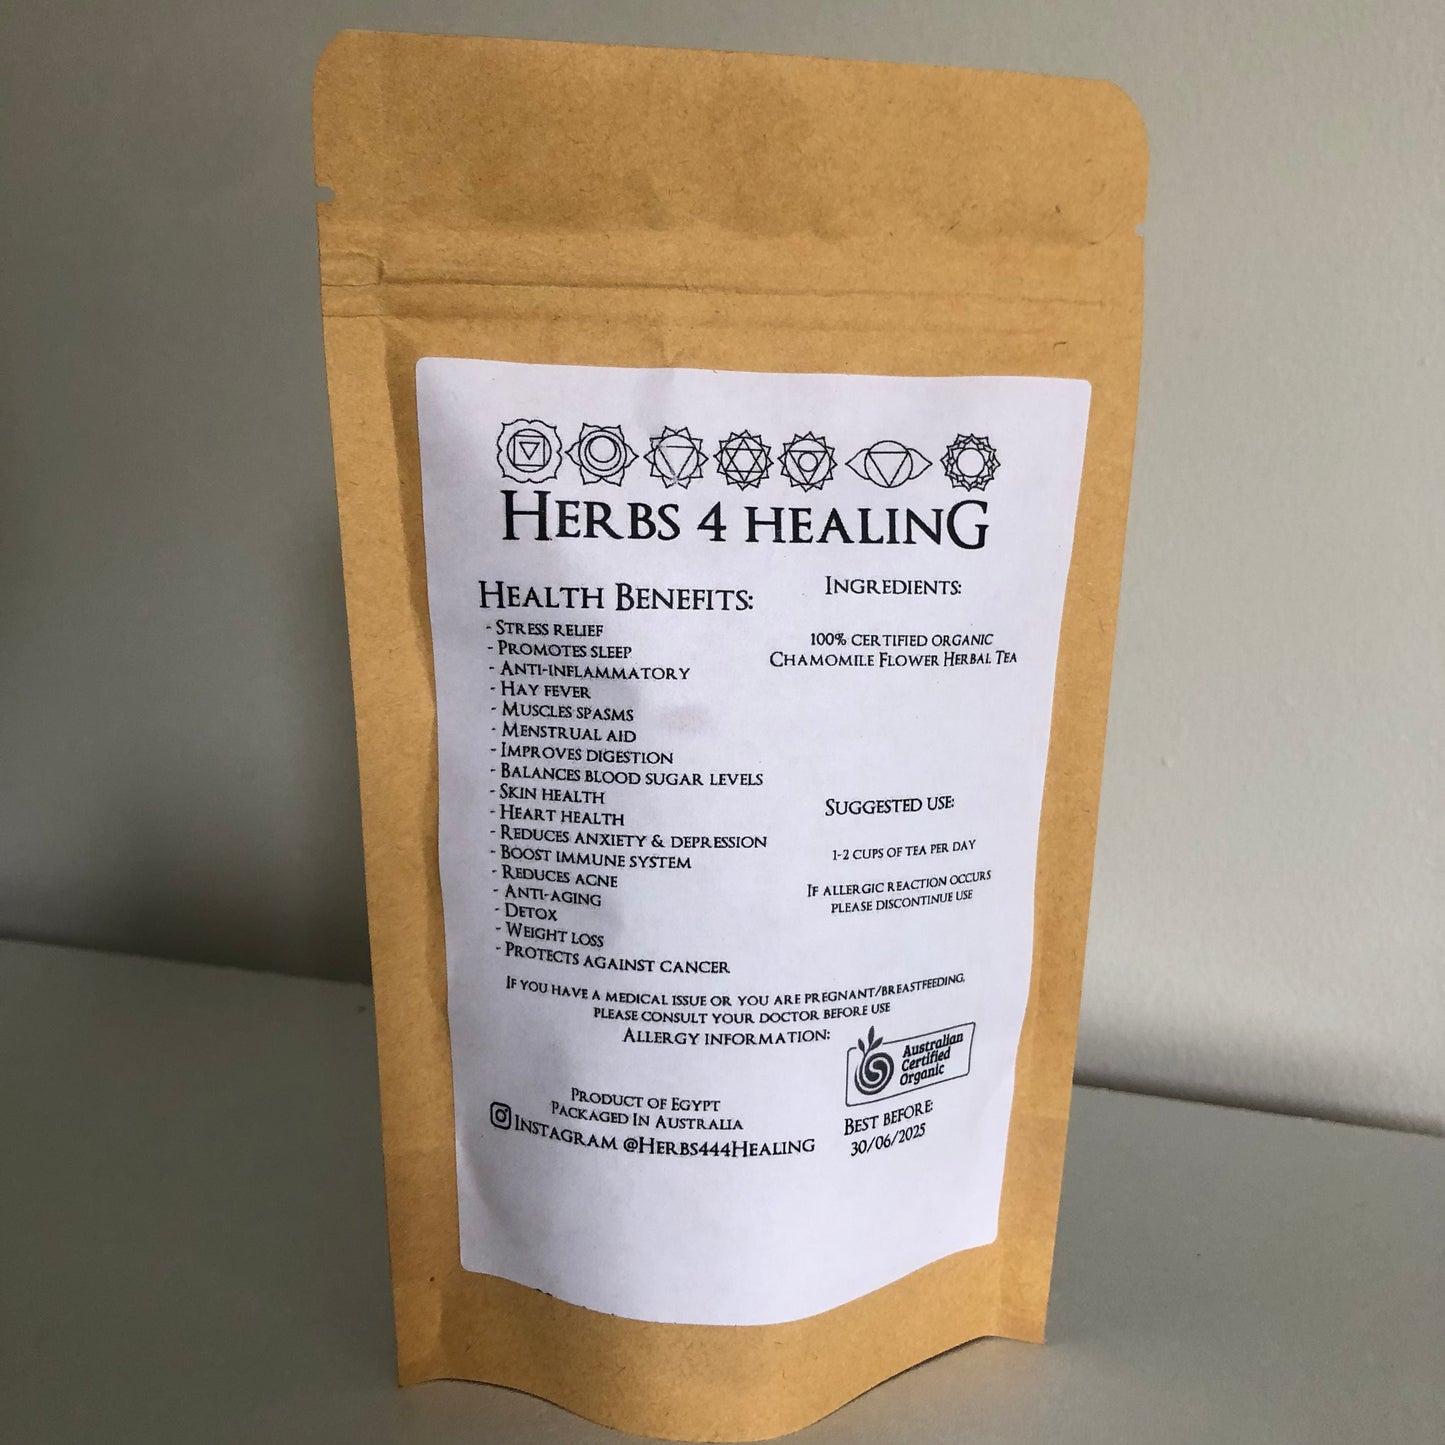 Herbs 4 healing
Health Benefits:
- Stress relief
- Promotes sleep
- Anti-inflammatory
- Hay fever
- Muscles spasms
- Menstrual aid
- Improves digestion
- Balances blood sugar levels
- Skin health
- Heart health
- Reduces anxiety & depression
- Boost immune system
- Reduces acne
- Anti-aging
- Detox
- Weight loss
- Protects against cancer
Ingredients:
100% certified organic
Chamomile Flower Herbal Tea
Suggested use:
1-2 cups of tea per day
If allergic reaction occurs
please discontinue use
If you have a medical issue or you are pregnant/breastfeeding,
please consult your doctor before use
Allergy information:
Australian
Certified
Organic
Product of Egypt
Packaged In Australia
Instagram @Herbs444Healing
Best before:
30/06/2025